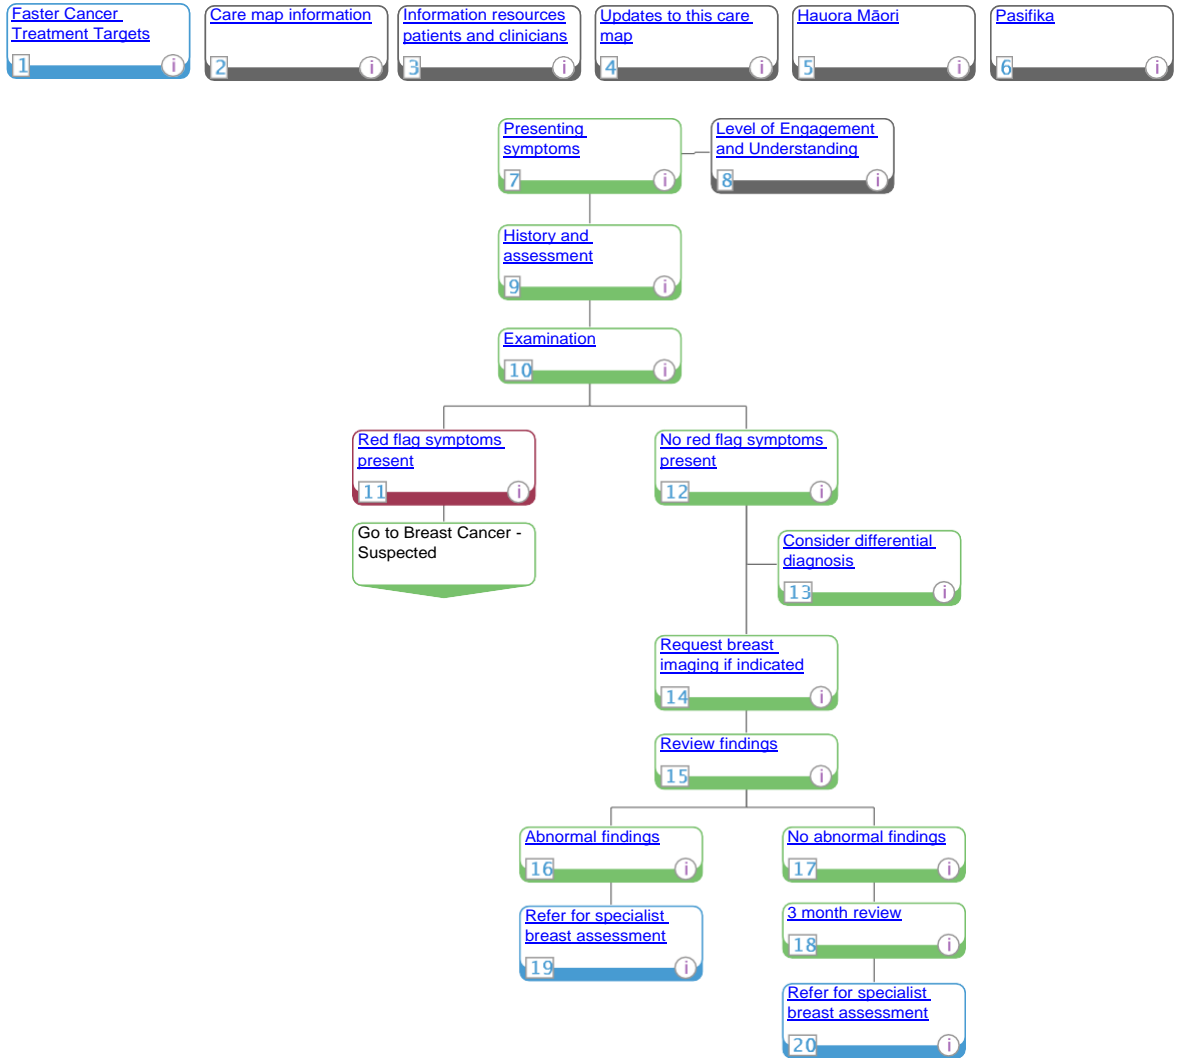 Faster Cancer
Treatment Targets
1
i
Care map information
2
i
Information resources
patients and clinicians
3
i
Updates to this care
map
4
i
Hauora Māori
5
i
Pasifika
6
i
Presenting
symptoms
7
i
Level of Engagement
and Understanding
8
i
History and
assessment
9
i
Examination
10
i
Red flag symptoms
present
11
i
No red flag symptoms
present
12
i
Go to Breast Cancer -
Suspected
Consider differential
diagnosis
13
i
Request breast
imaging if indicated
14
i
Review findings
15
i
Abnormal findings
16
i
No abnormal findings
17
i
Refer for specialist
breast assessment
19
i
3 month review
18
i
Refer for specialist
breast assessment
20
i